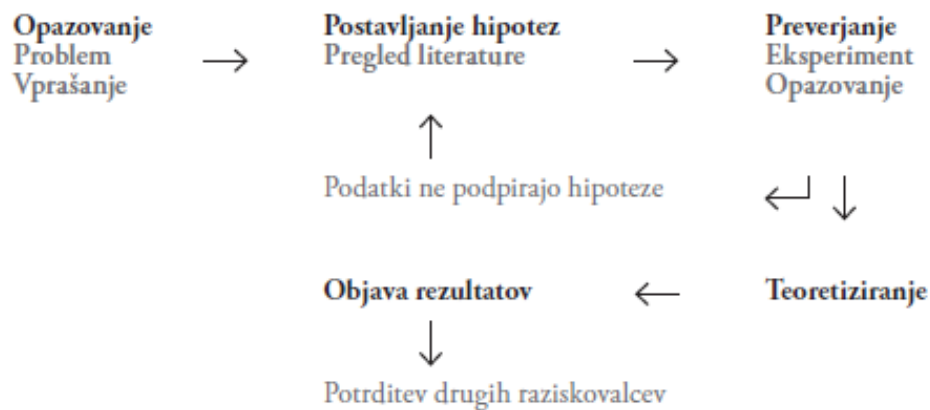 Opazovanje
Problem
Vprašanje
Postavljanje hipotez
Pregled literature
Preverjanje
Eksperiment
Opazovanje
Podatki ne podpirajo hipoteze
Objava rezultatov
Teoretiziranje
Potrditev drugih raziskovalcev